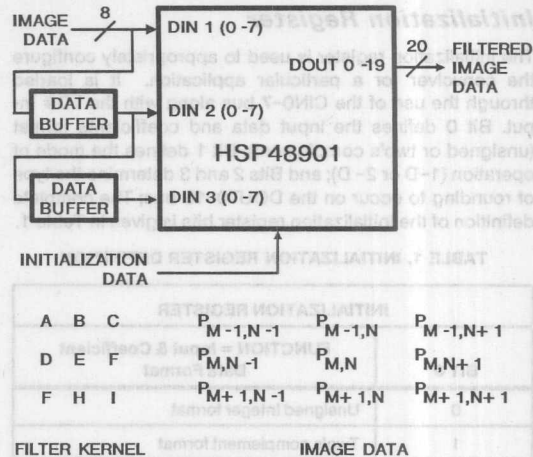 IMAGE DATA
8
DIN 1 (0 -7)
DOUT 0 -19
20
FILTERED IMAGE DATA
DATA BUFFER
DIN 2 (0 -7)
HSP48901
DATA BUFFER
DIN 3 (0 -7)
INITIALIZATION DATA
A B C P M -1,N -1 P M -1,N P M -1,N+ 1
D E F P M,N -1 P M,N P M,N+ 1
F H I P M+ 1,N -1 P M+ 1,N P M+ 1,N+ 1
FILTER KERNEL IMAGE DATA